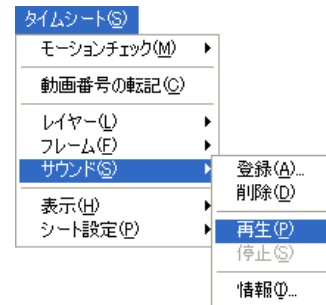 タイムシート(S)
モーションチェック(M)
動画番号の転記(C)
レイヤー(L)
フレーム(F)
サウンド(S)
表示(H)
シート設定(P)
登録(A)...
削除(D)
再生(P)
停止(S)
情報(I)...